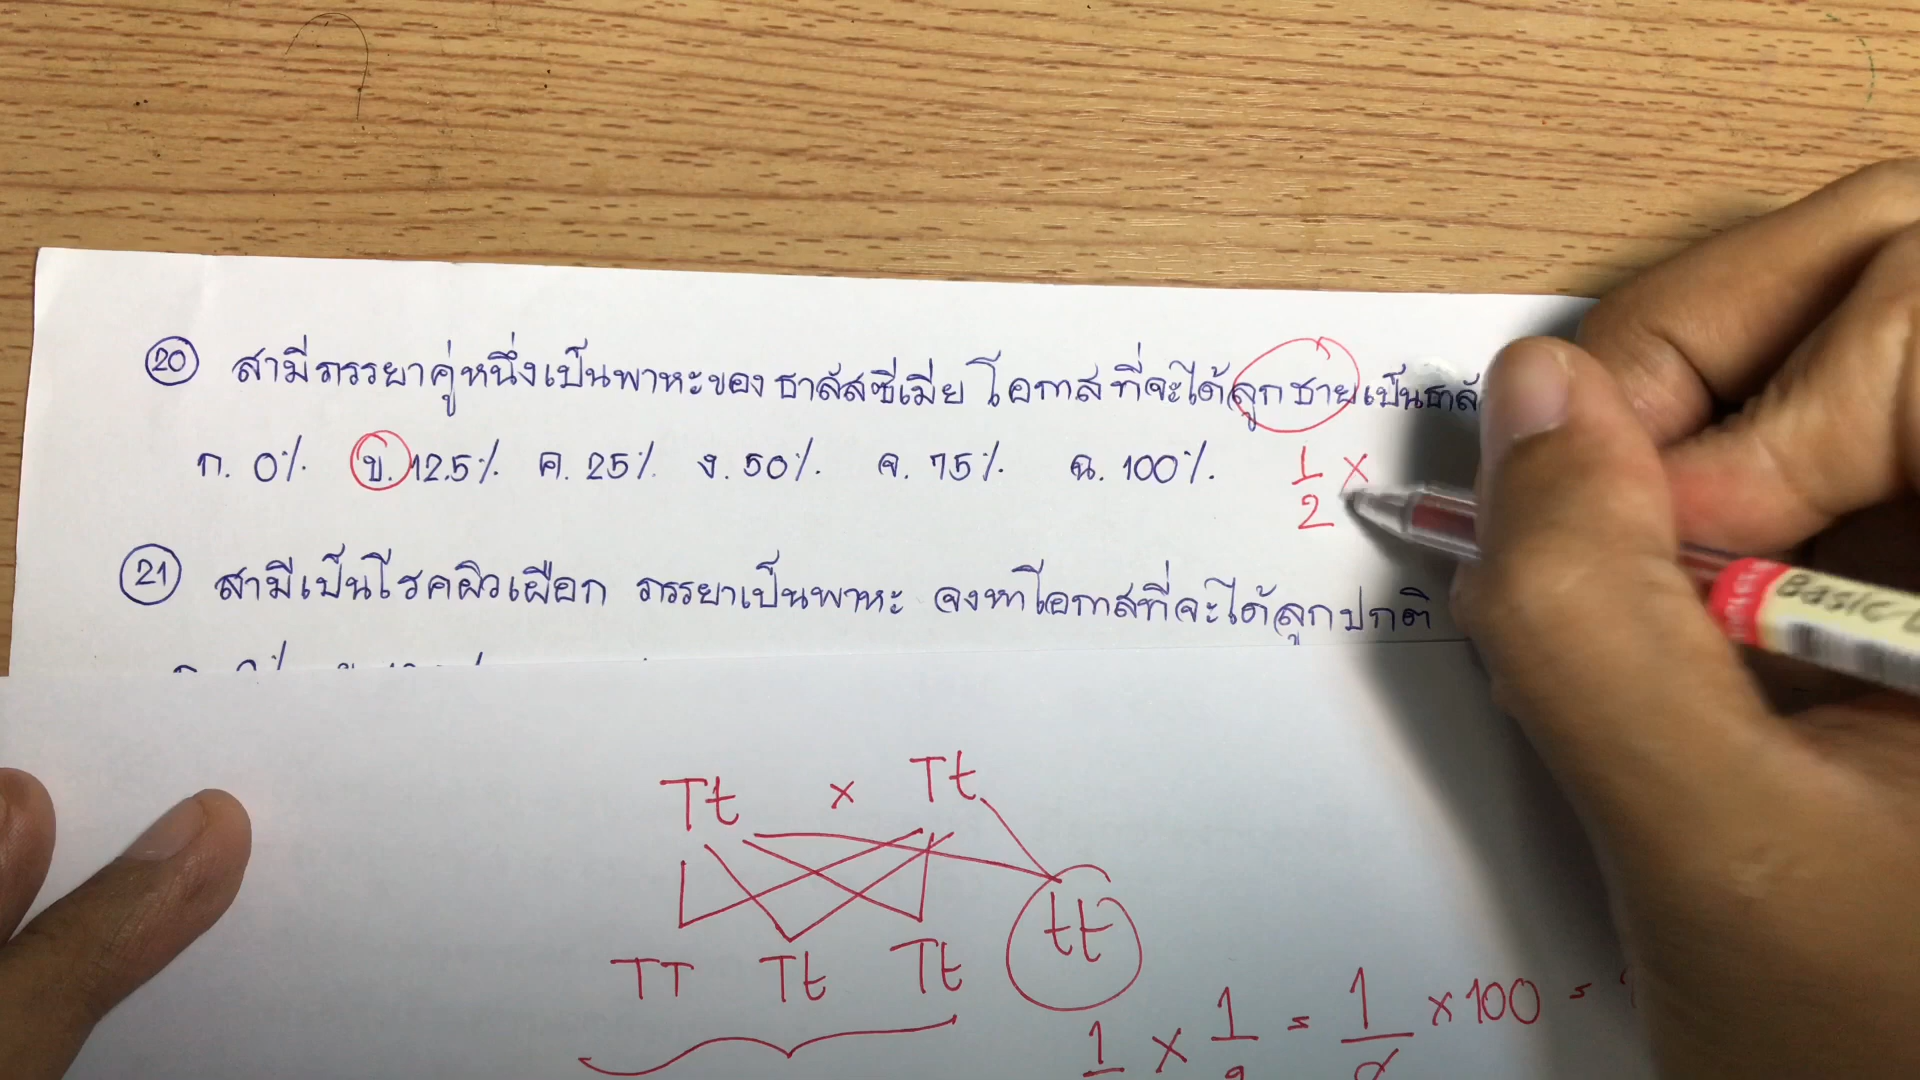 20 สามีภรรยาคู่หนึ่งเป็นพาหะของธาลัสซีเมีย โอกาสที่จะได้ลูกชายเป็นธาลั
ก. 0% ข. 12.5% ค. 25% ง. 50% จ. 75% ฉ. 100%
1/2 ×
21 สามีเป็นโรคผิวเผือก ภรรยาเป็นพาหะ จงหาโอกาสที่จะได้ลูกปกติ
Tt × Tt
TT Tt Tt tt
1 × 1 = 1 × 100 =
Basic